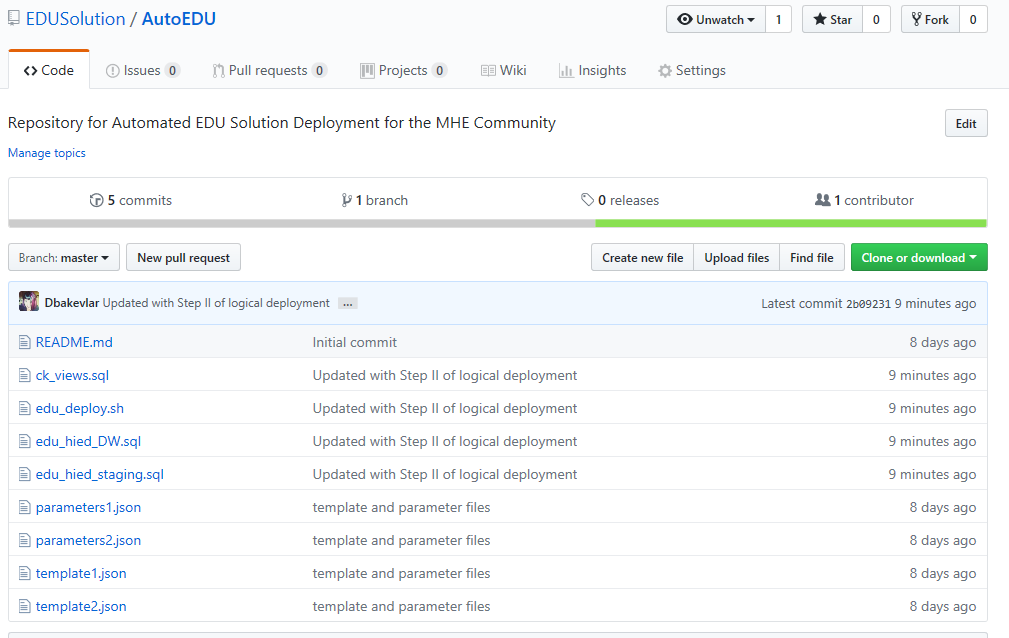 EDUSolution / AutoEDU Unwatch 1 Star 0 Fork 0
Code Issues 0 Pull requests 0 Projects 0 Wiki Insights Settings
Repository for Automated EDU Solution Deployment for the MHE Community Edit
Manage topics
5 commits 1 branch 0 releases 1 contributor
Branch: master New pull request Create new file Upload files Find file Clone or download
Dbakevlar Updated with Step II of logical deployment ... Latest commit 2b09231 9 minutes ago
README.md Initial commit 8 days ago
ck_views.sql Updated with Step II of logical deployment 9 minutes ago
edu_deploy.sh Updated with Step II of logical deployment 9 minutes ago
edu_hied_DW.sql Updated with Step II of logical deployment 9 minutes ago
edu_hied_staging.sql Updated with Step II of logical deployment 9 minutes ago
parameters1.json template and parameter files 8 days ago
parameters2.json template and parameter files 8 days ago
template1.json template and parameter files 8 days ago
template2.json template and parameter files 8 days ago